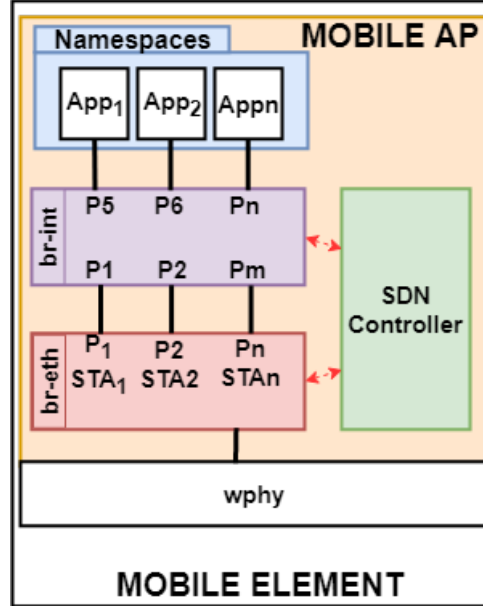 MOBILE AP
Namespaces
App₁ App₂ Appn
br-int
P5 P6 Pn
P1 P2 Pm
SDN
Controller
br-eth
P₁ P2 Pn
STA₁ STA2 STAn
wphy
MOBILE ELEMENT